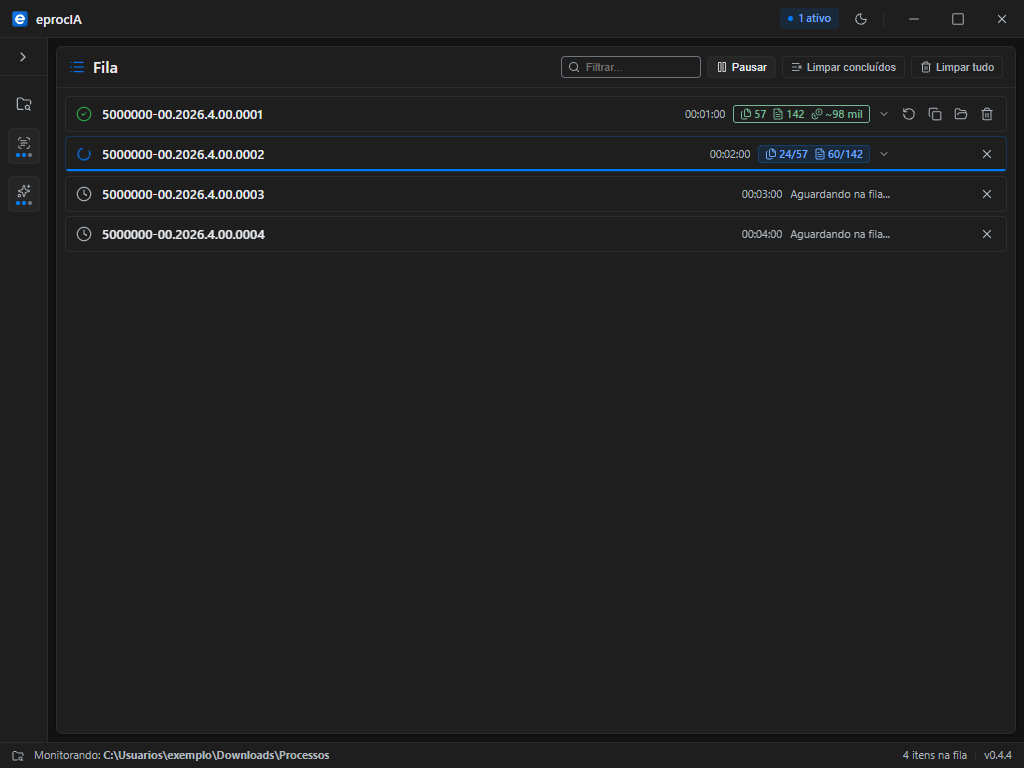 eprocIA
1 ativo
Fila
Filtrar...
Pausar
Limpar concluídos
Limpar tudo
5000000-00.2026.4.00.0001 00:01:00 57 142 ~98 mil
5000000-00.2026.4.00.0002 00:02:00 24/57 60/142
5000000-00.2026.4.00.0003 00:03:00 Aguardando na fila...
5000000-00.2026.4.00.0004 00:04:00 Aguardando na fila...
Monitorando: C:\Usuarios\exemplo\Downloads\Processos
4 itens na fila
v0.4.4